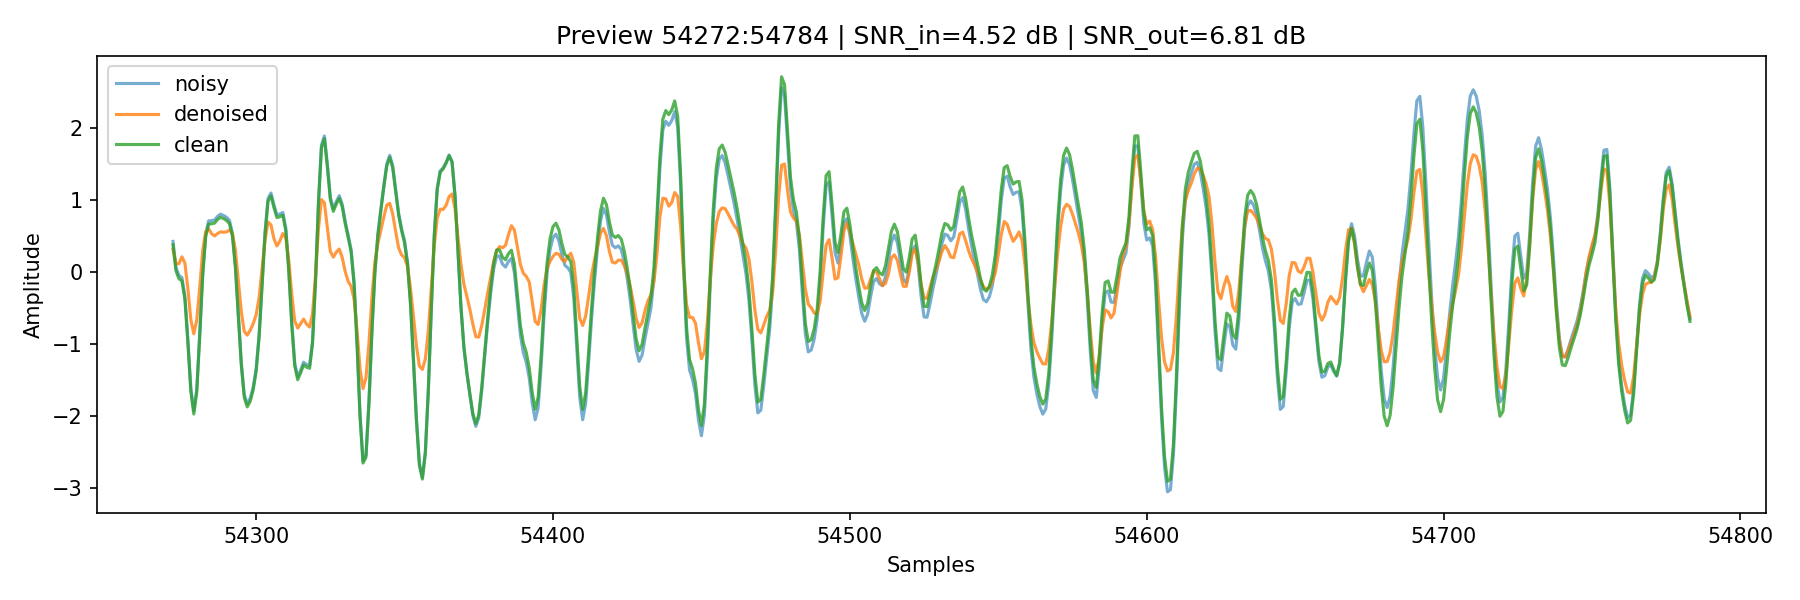 Preview 54272:54784 | SNR_in=4.52 dB | SNR_out=6.81 dB
noisy
denoised
clean
Amplitude
2
1
0
−1
−2
−3
54300 54400 54500 54600 54700 54800
Samples